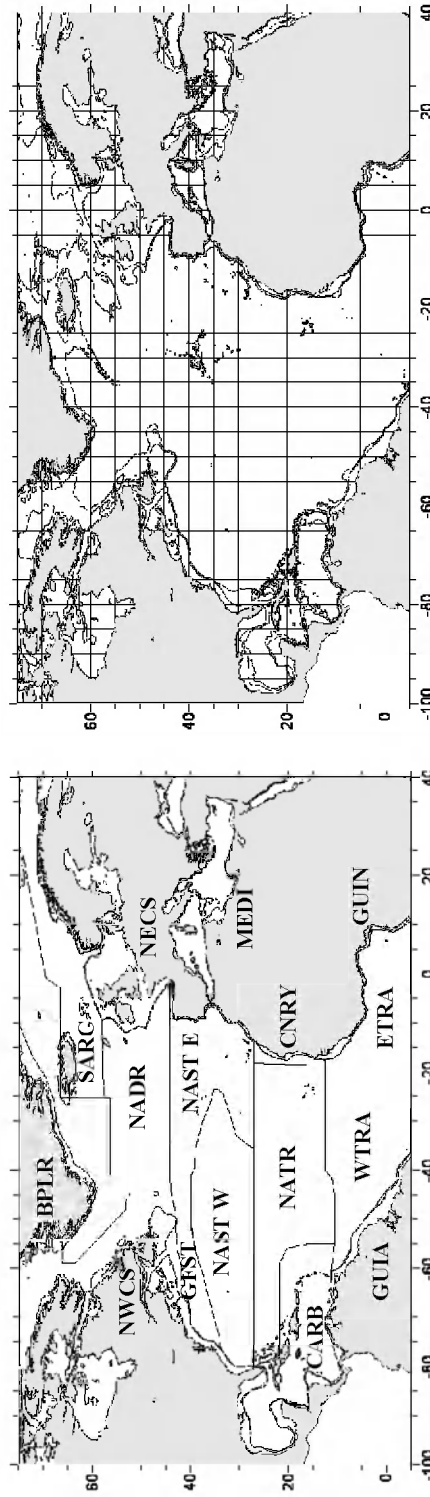 60
40
20
0
-100
-80
-60
-40
-20
0
20
40
BPLR
SARC
NADR
NECS
NWCS
GFST
NAST E
NAST W
MEDI
CNRY
NATR
CARB
WTRA
ETRA
GUIN
GUIA
60
40
20
0
-100
-80
-60
-40
-20
0
20
40